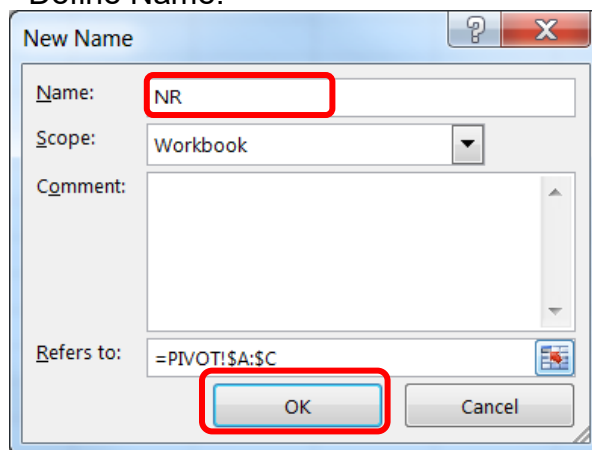 Define Name.
New Name
Name: NR
Scope: Workbook
Comment:
Refers to: =PIVOT!$A:$C
OK Cancel